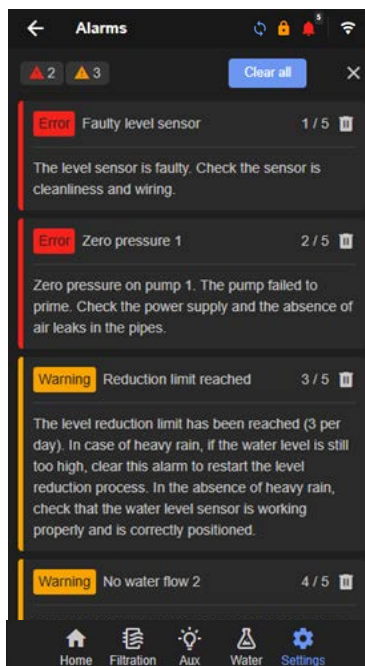 Alarms
5
2
3
Clear all
Error Faulty level sensor 1 / 5
The level sensor is faulty. Check the sensor is
cleanliness and wiring.
Error Zero pressure 1 2 / 5
Zero pressure on pump 1. The pump failed to
prime. Check the power supply and the absence of
air leaks in the pipes.
Warning Reduction limit reached 3 / 5
The level reduction limit has been reached (3 per
day). In case of heavy rain, if the water level is still
too high, clear this alarm to restart the level
reduction process. In the absence of heavy rain,
check that the water level sensor is working
properly and is correctly positioned.
Warning No water flow 2 4 / 5
Home Filtration Aux Water Settings